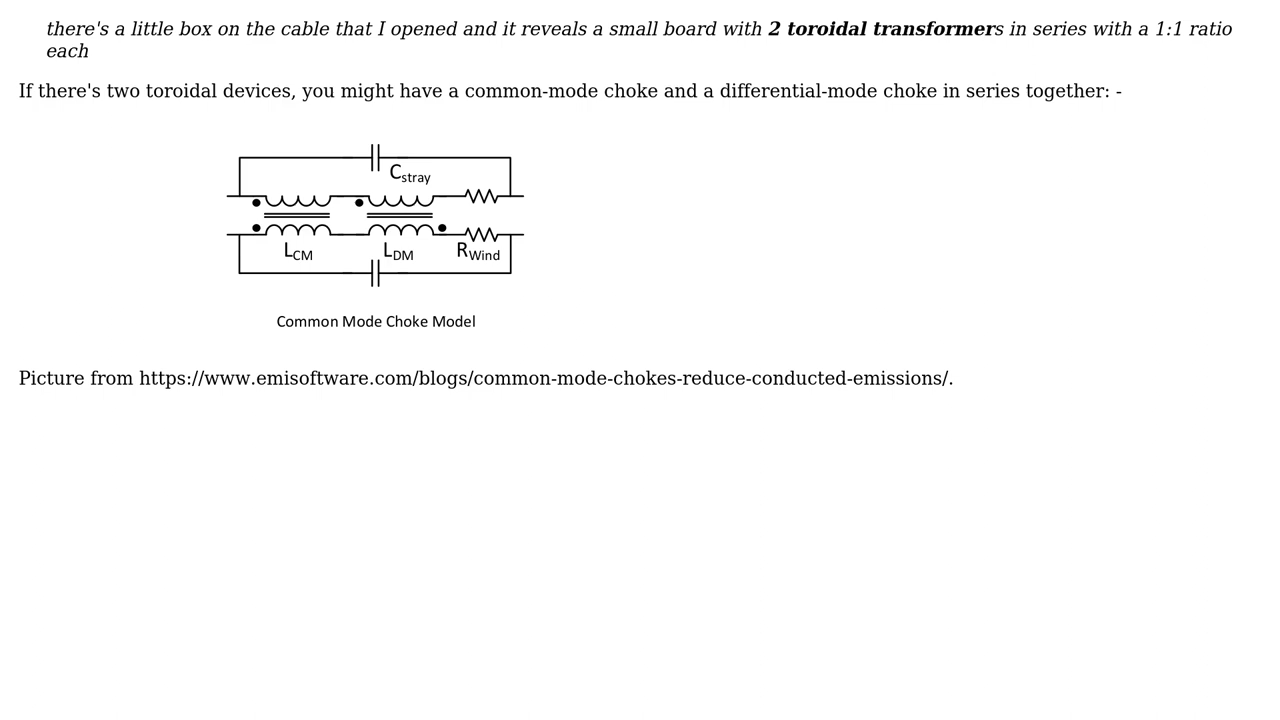 there's a little box on the cable that I opened and it reveals a small board with 2 toroidal transformers in series with a 1:1 ratio
each
If there's two toroidal devices, you might have a common-mode choke and a differential-mode choke in series together: -
Cstray
LCM LDM RWind
Common Mode Choke Model
Picture from https://www.emisoftware.com/blogs/common-mode-chokes-reduce-conducted-emissions/.